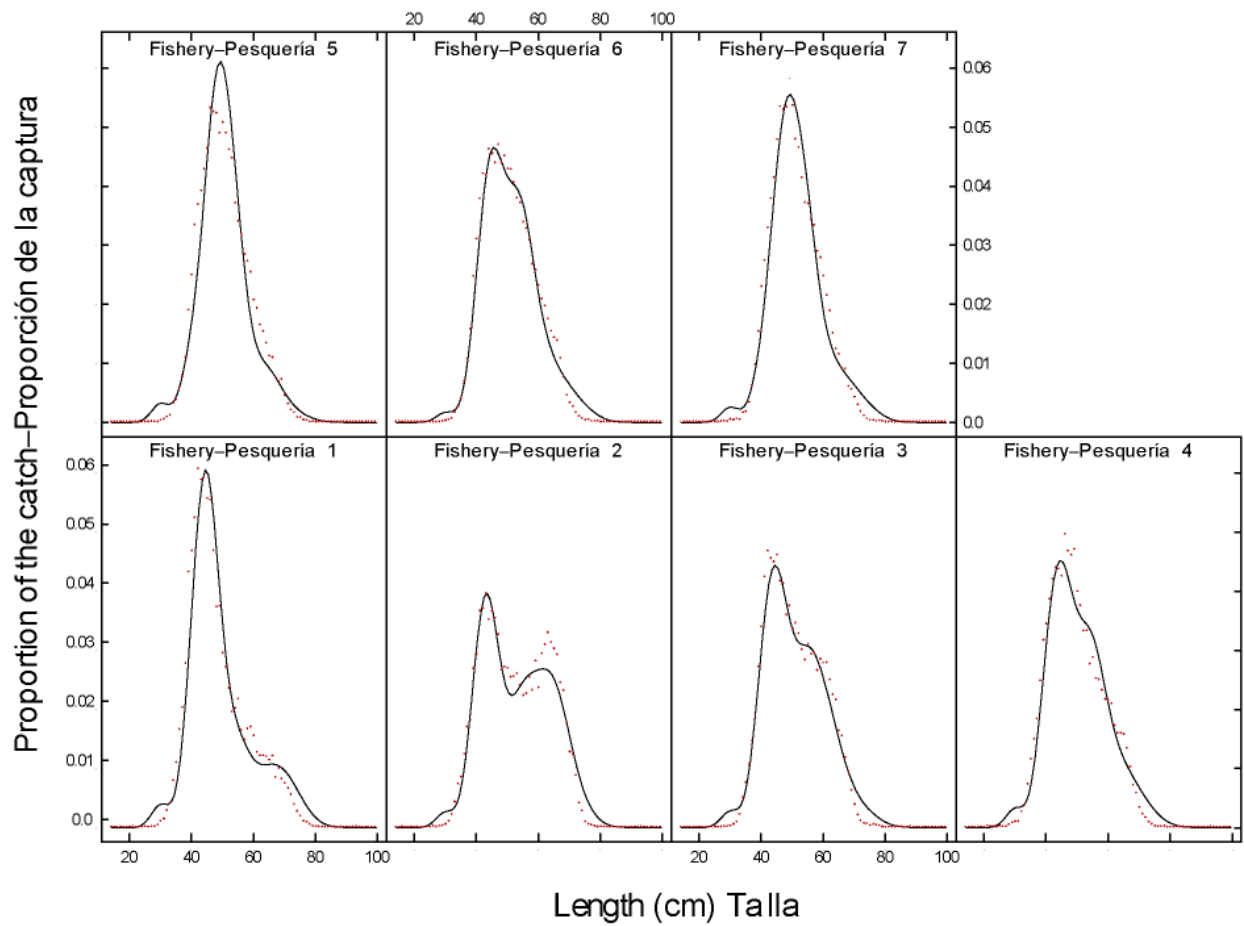 20 40 60 80 100
Fishery–Pesquería 5
Fishery–Pesquería 6
Fishery–Pesquería 7
0.06
0.05
0.04
0.03
0.02
0.01
0.0
Fishery–Pesquería 1
Fishery–Pesquería 2
Fishery–Pesquería 3
Fishery–Pesquería 4
0.06
0.05
0.04
0.03
0.02
0.01
0.0
20 40 60 80 100
20 40 60 80 100
Proportion of the catch–Proporción de la captura
Length (cm) Talla